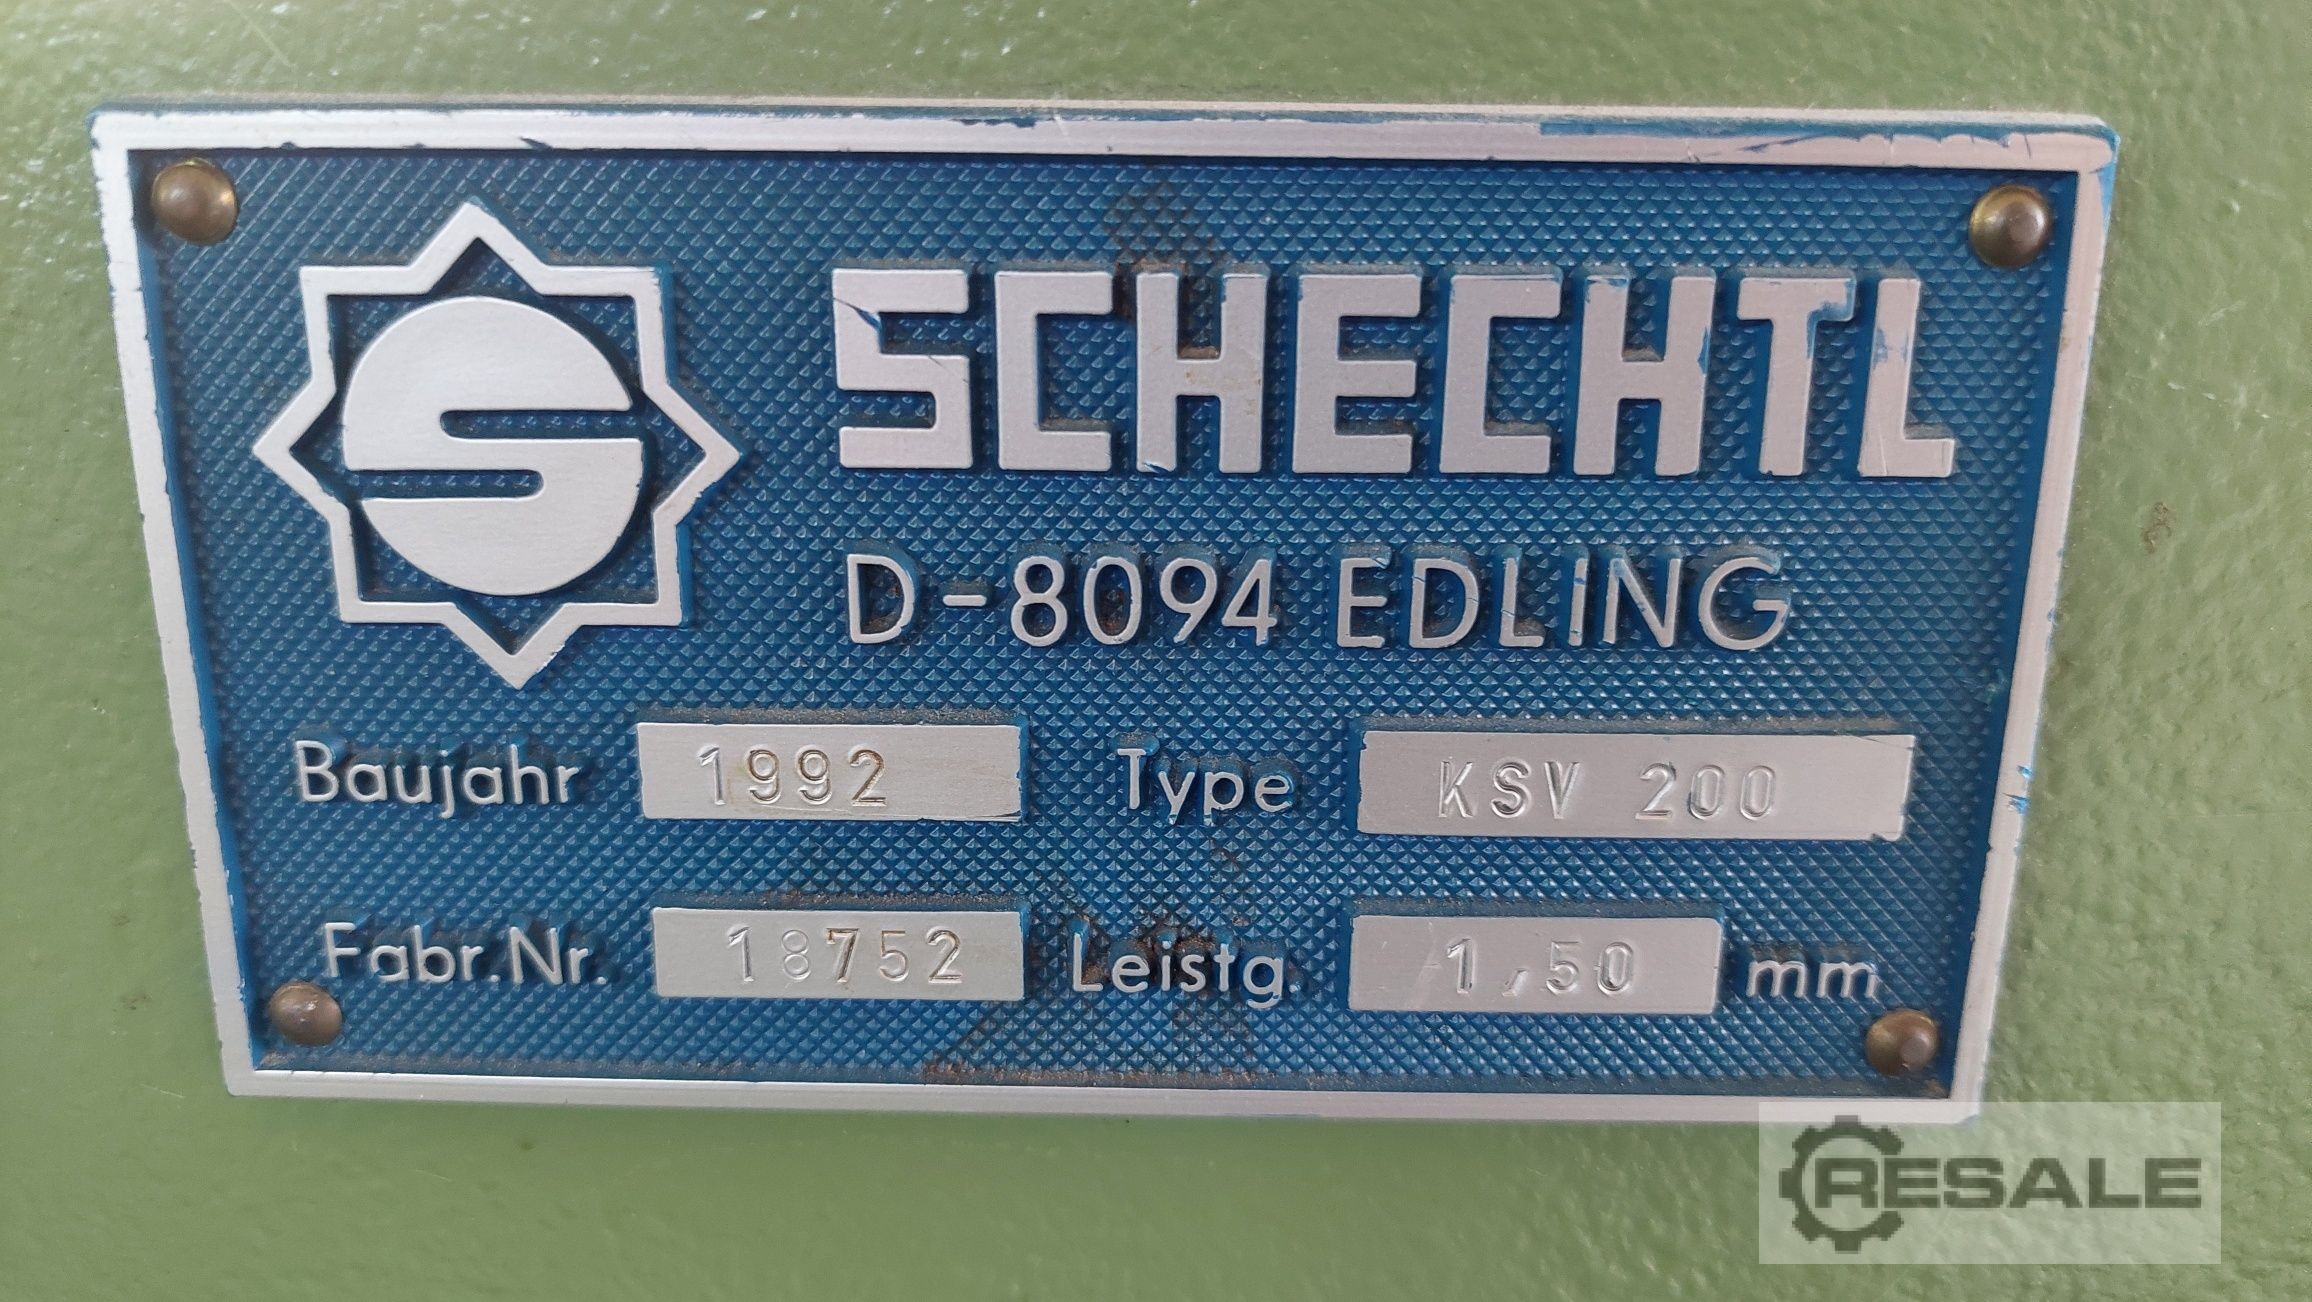 SCHECHTL
D-8094 EDLING
Baujahr 1992 Type KSV 200
Fabr.Nr. 18752 Leistg. 1,50 mm
RESALE